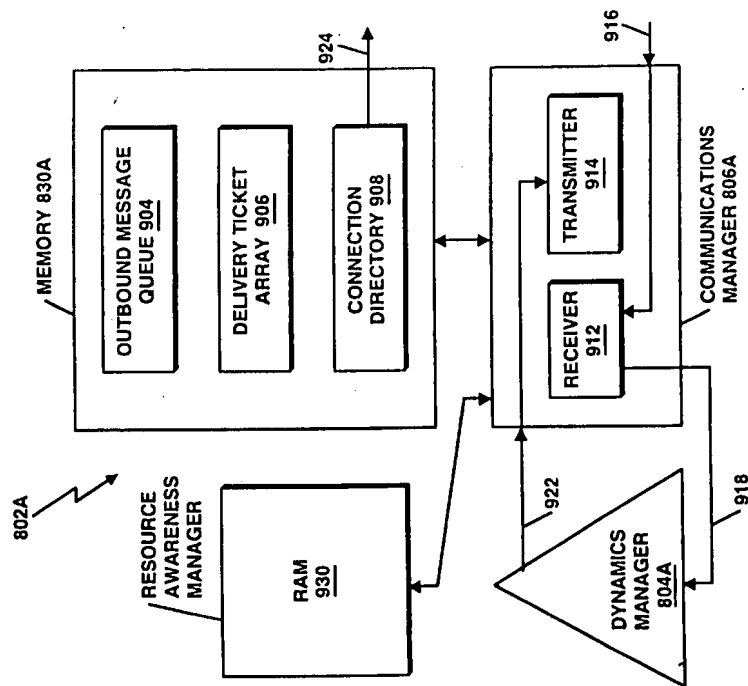 802A
MEMORY 830A
OUTBOUND MESSAGE
QUEUE 904
DELIVERY TICKET
ARRAY 906
CONNECTION
DIRECTORY 908
924
RESOURCE
AWARENESS
MANAGER
RAM
930
916
TRANSMITTER
914
RECEIVER
912
COMMUNICATIONS
MANAGER 806A
922
918
DYNAMICS
MANAGER
804A